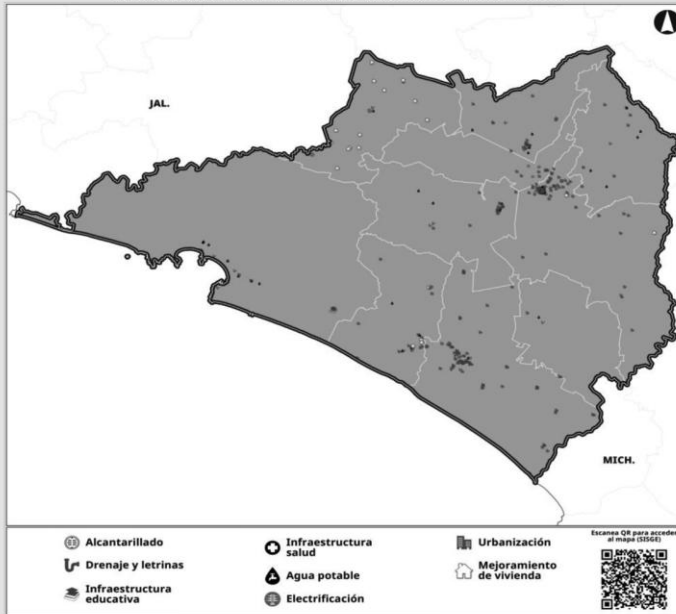 JAL.
MICH.
Alcantarillado
Drenaje y letrinas
Infraestructura
educativa
Infraestructura
salud
Agua potable
Electrificación
Urbanización
Mejoramiento
de vivienda
Escanea QR para acceder
al mapa (SISGE)